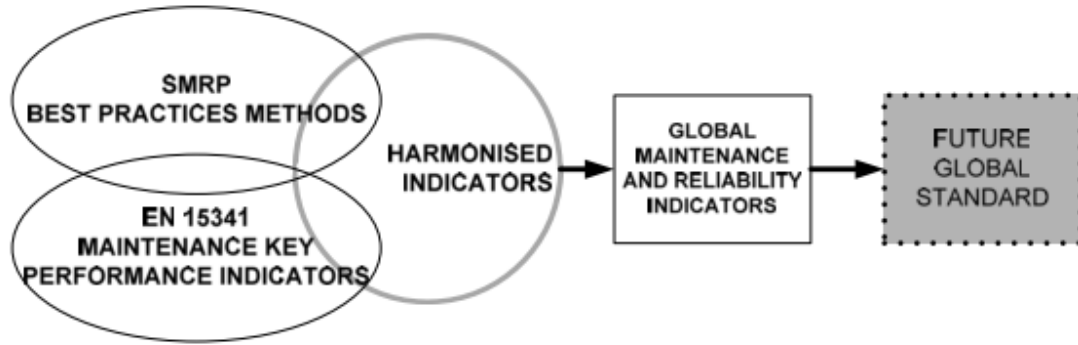 SMRP
BEST PRACTICES METHODS
EN 15341
MAINTENANCE KEY
PERFORMANCE INDICATORS
HARMONISED
INDICATORS
GLOBAL
MAINTENANCE
AND RELIABILITY
INDICATORS
FUTURE
GLOBAL
STANDARD